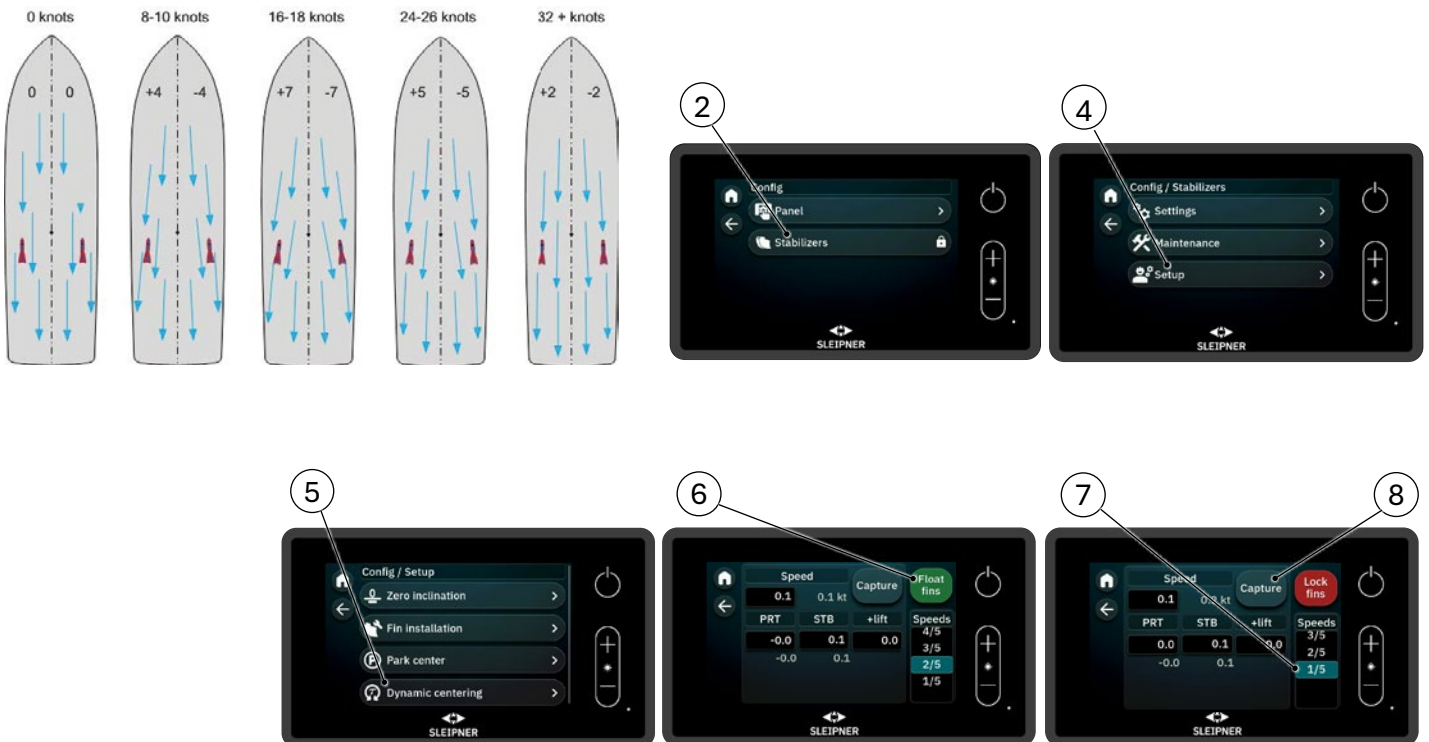 0 knots 8-10 knots 16-18 knots 24-26 knots 32 + knots
0 0 +4 -4 +7 -7 +5 -5 +2 -2
2
Config
Panel
Stabilizers
SLEIPNER
4
Config / Stabilizers
Settings
Maintenance
Setup
SLEIPNER
5
Config / Setup
Zero inclination
Fin installation
Park center
Dynamic centering
SLEIPNER
6
Speed
Capture
Float
fins
0.1 0.1 kt
PRT STB +lift Speeds
4/5
-0.0 0.1 0.0 3/5
-0.0 0.1 2/5
1/5
SLEIPNER
7 8
Speed
Capture
Lock
fins
0.1 kt
PRT STB +lift Speeds
3/5
0.0 0.1 0.0 2/5
-0.0 0.1 1/5
SLEIPNER